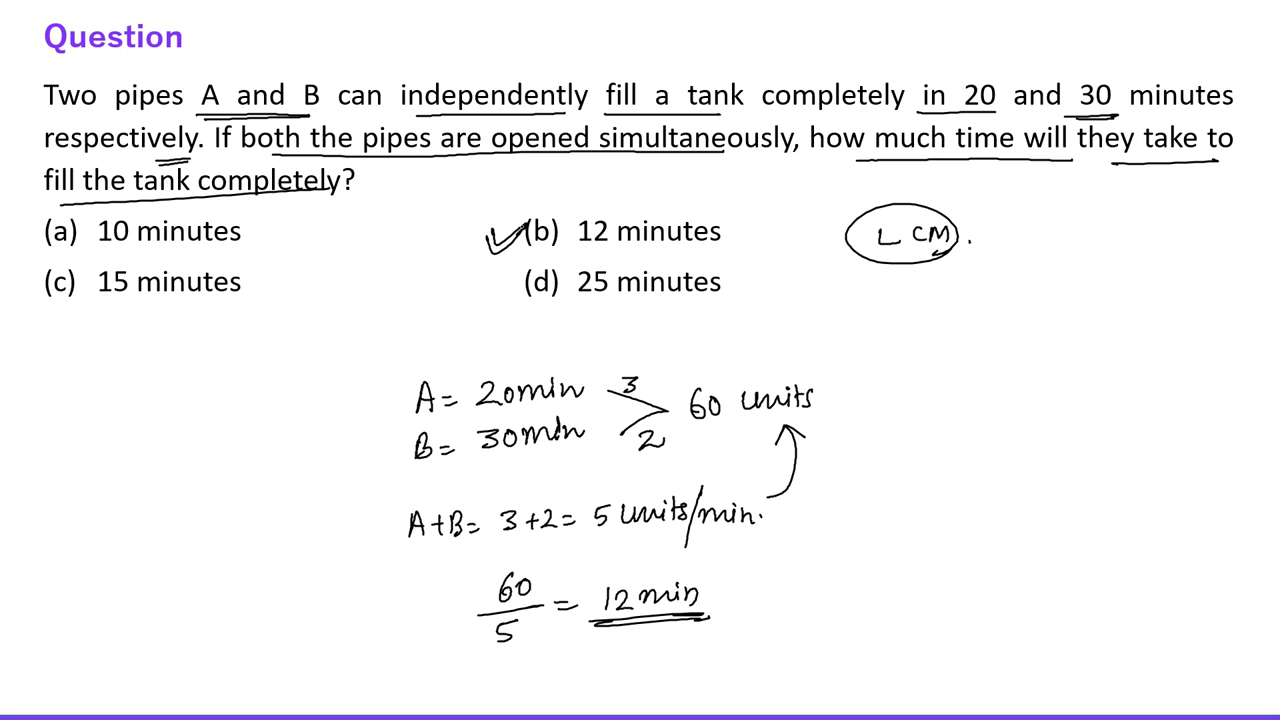 Question
Two pipes A and B can independently fill a tank completely in 20 and 30 minutes
respectively. If both the pipes are opened simultaneously, how much time will they take to
fill the tank completely?
(a) 10 minutes (b) 12 minutes LCM.
(c) 15 minutes (d) 25 minutes
A = 20min 3 60 units
B = 30min 2
A+B = 3+2 = 5 units/min.
60/5 = 12min